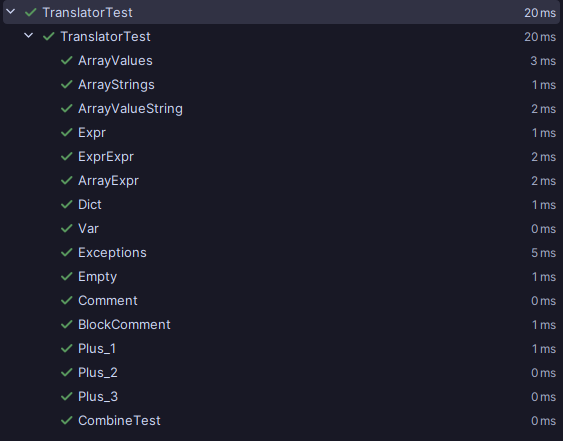 TranslatorTest 20 ms
TranslatorTest 20 ms
ArrayValues 3 ms
ArrayStrings 1 ms
ArrayValueString 2 ms
Expr 1 ms
ExprExpr 2 ms
ArrayExpr 2 ms
Dict 1 ms
Var 0 ms
Exceptions 5 ms
Empty 1 ms
Comment 0 ms
BlockComment 1 ms
Plus_1 1 ms
Plus_2 0 ms
Plus_3 0 ms
CombineTest 0 ms